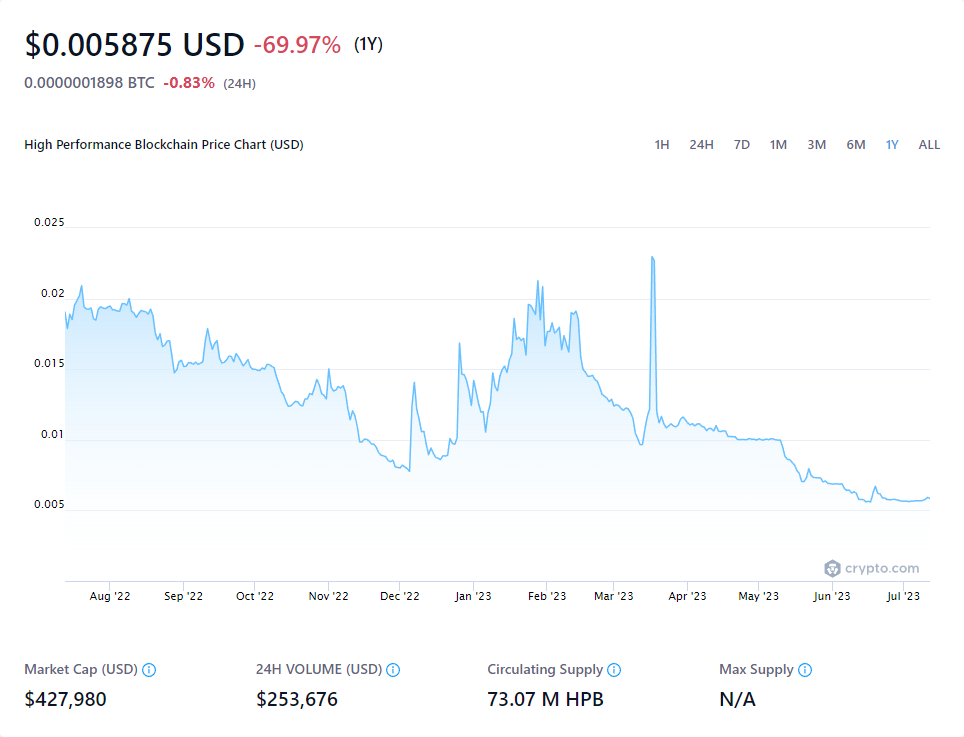 $0.005875 USD -69.97% (1Y)
0.0000001898 BTC -0.83% (24H)
High Performance Blockchain Price Chart (USD) 1H 24H 7D 1M 3M 6M 1Y ALL
0.025
0.02
0.015
0.01
0.005
crypto.com
Aug '22 Sep '22 Oct '22 Nov '22 Dec '22 Jan '23 Feb '23 Mar '23 Apr '23 May '23 Jun '23 Jul '23
Market Cap (USD) 24H VOLUME (USD) Circulating Supply Max Supply
$427,980 $253,676 73.07 M HPB N/A